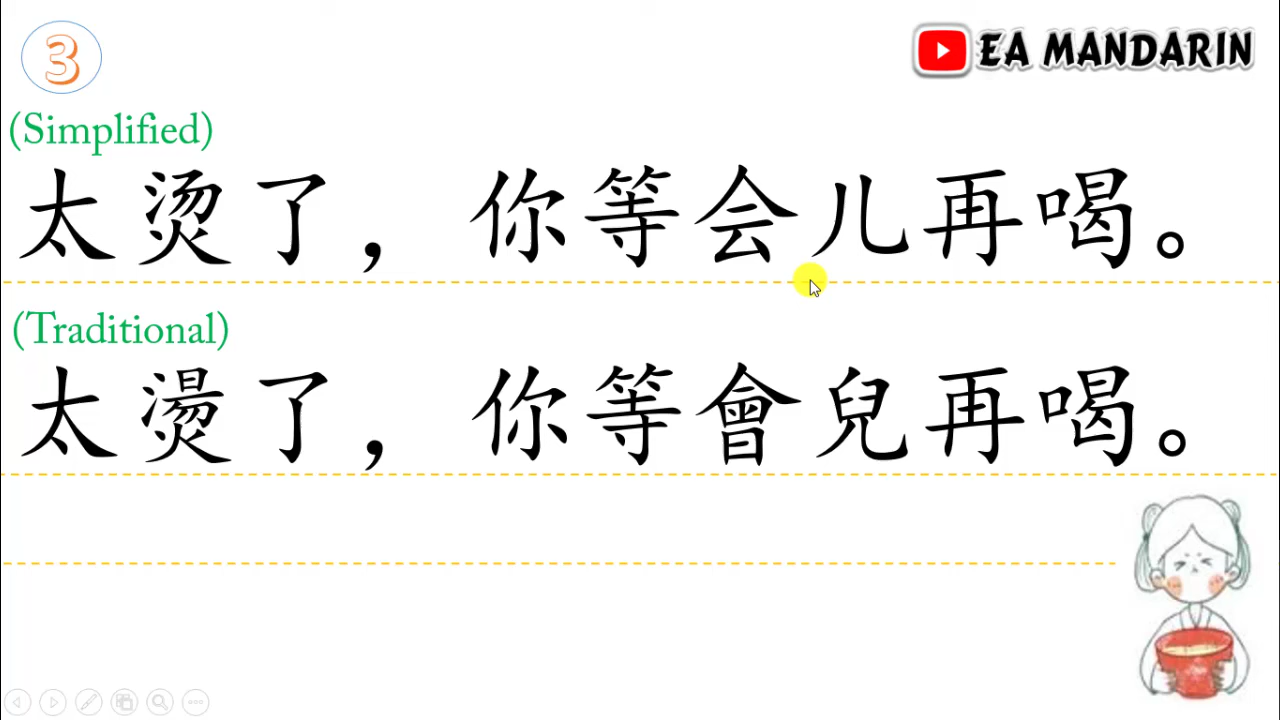 3
EA MANDARIN
(Simplified)
太烫了，你等会儿再喝。
(Traditional)
太燙了，你等會兒再喝。